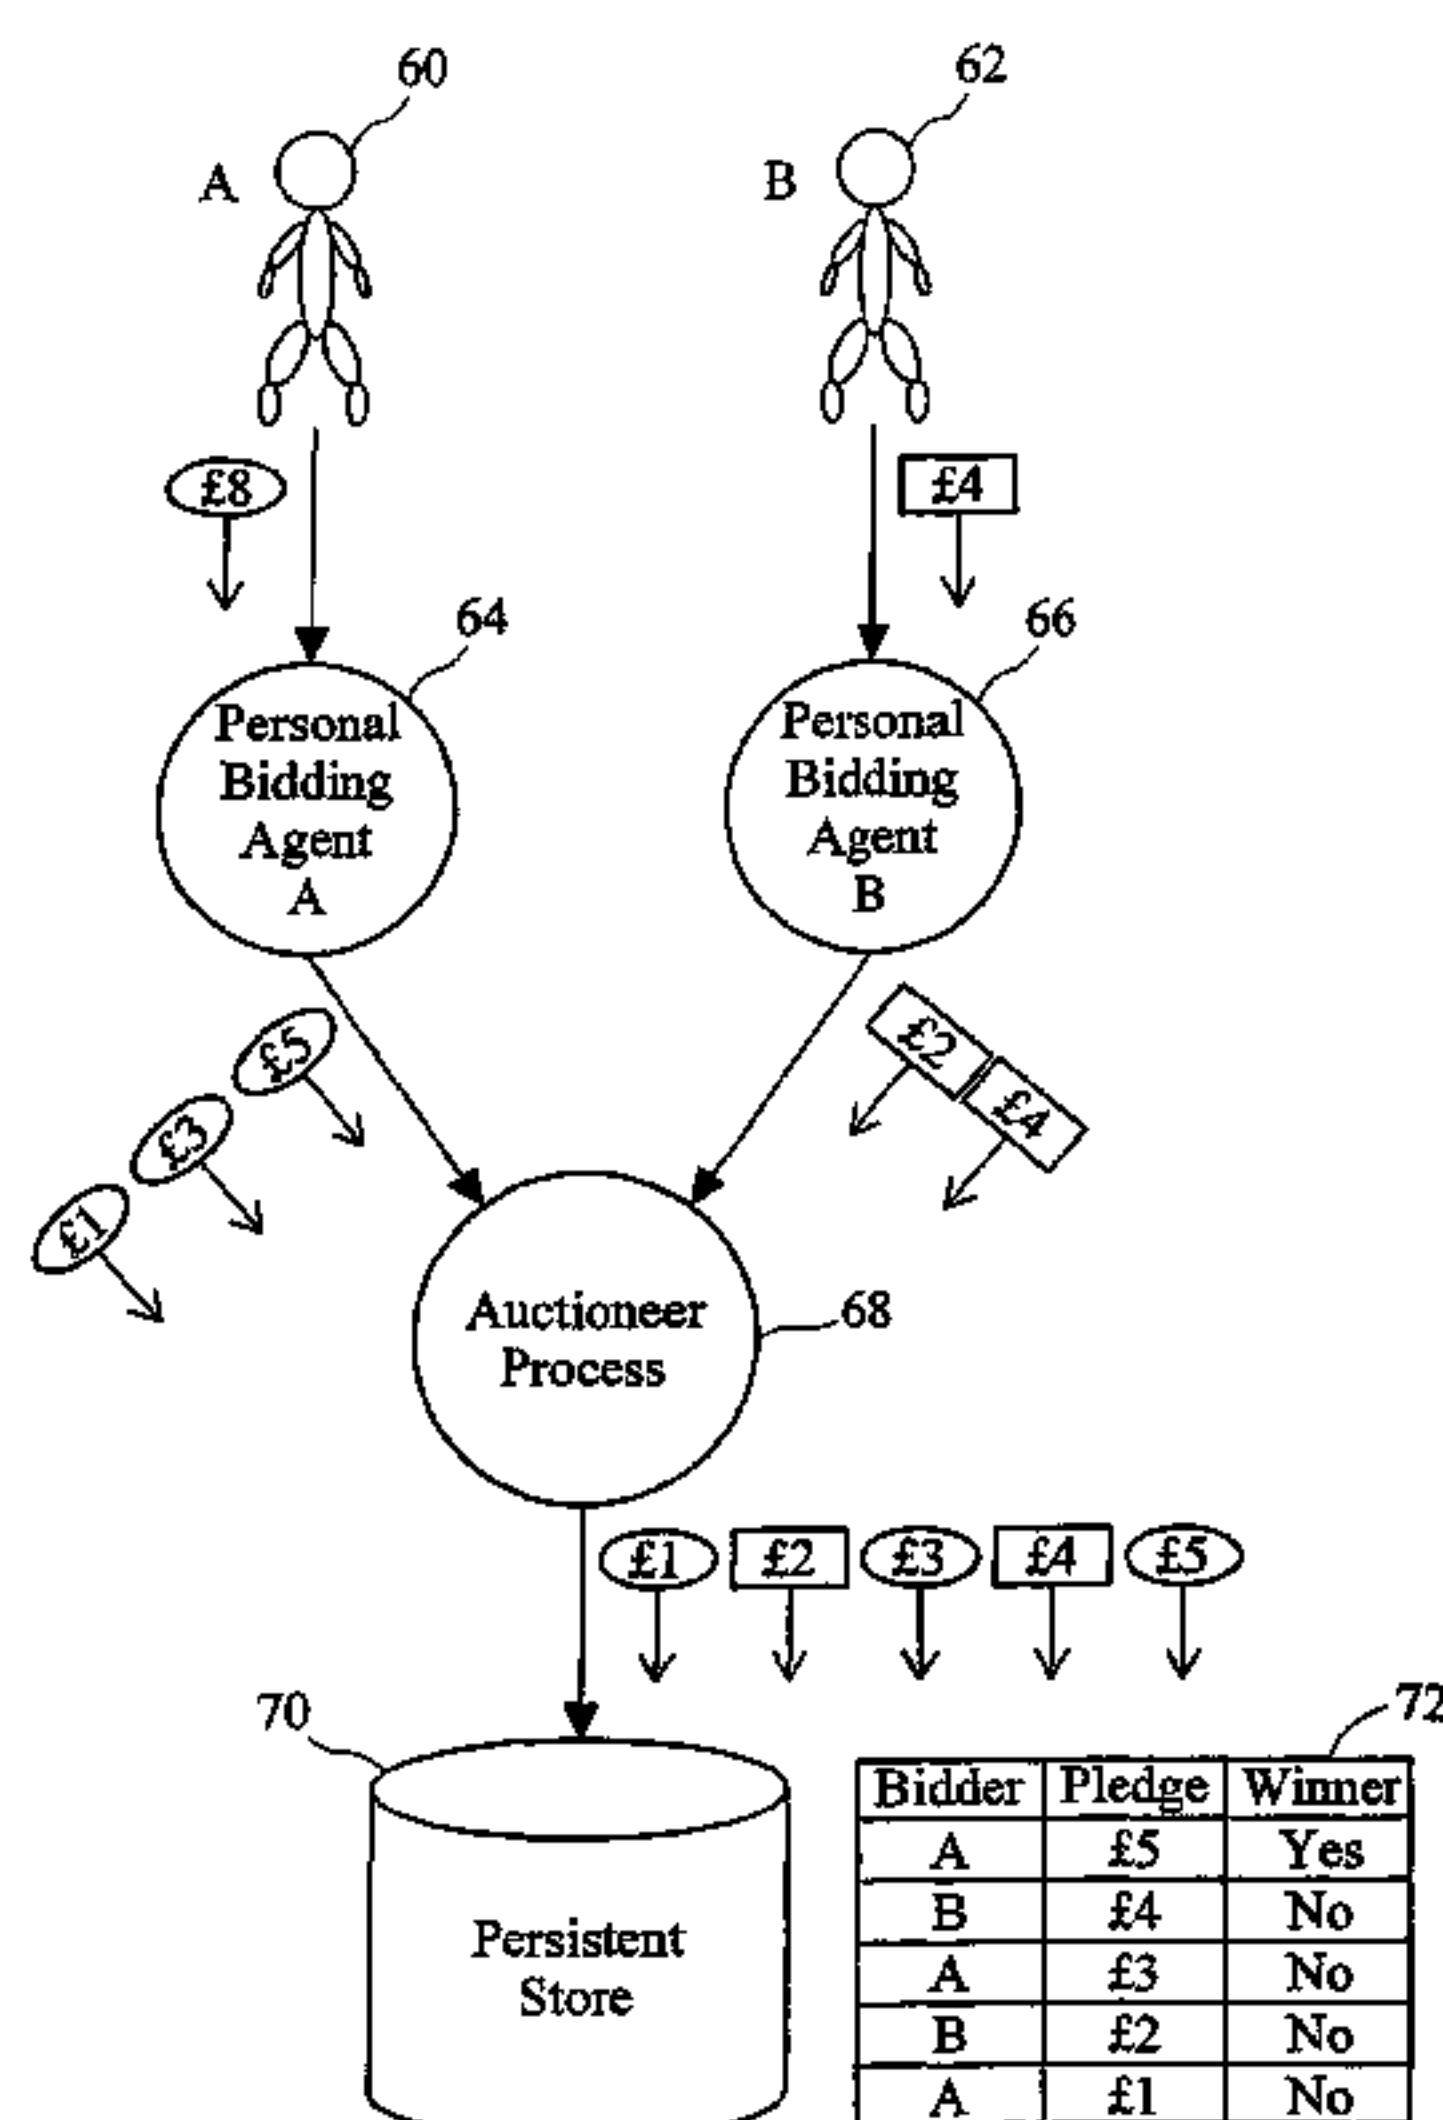 60
62
A
B
£8
£4
64
66
Personal
Bidding
Agent
A
Personal
Bidding
Agent
B
£5
£3
£1
£2
£4
Auctioneer
Process
68
£1 £2 £3 £4 £5
70
72
Persistent
Store
Bidder Pledge Winner
A £5 Yes
B £4 No
A £3 No
B £2 No
A £1 No